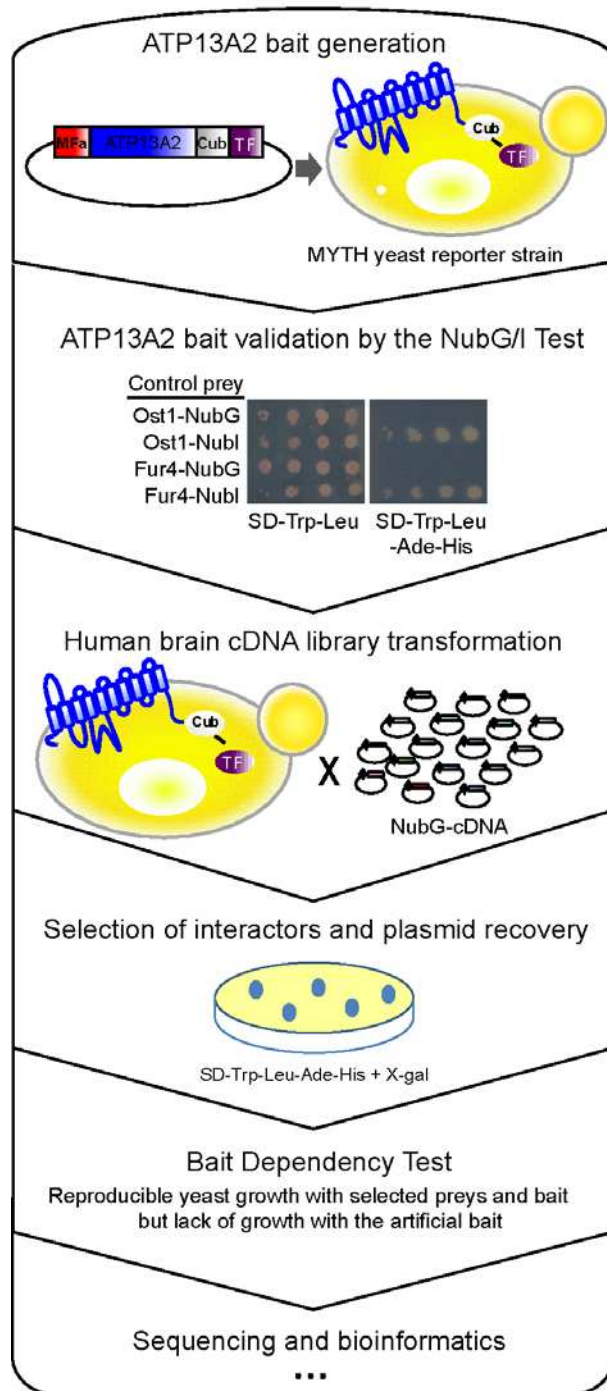 ATP13A2 bait generation
MFa ATP13A2 Cub TF
Cub
TF
MYTH yeast reporter strain
ATP13A2 bait validation by the NubG/I Test
Control prey
Ost1-NubG
Ost1-NubI
Fur4-NubG
Fur4-NubI
SD-Trp-Leu
SD-Trp-Leu
-Ade-His
Human brain cDNA library transformation
Cub
TF
X
NubG-cDNA
Selection of interactors and plasmid recovery
SD-Trp-Leu-Ade-His + X-gal
Bait Dependency Test
Reproducible yeast growth with selected preys and bait
but lack of growth with the artificial bait
Sequencing and bioinformatics
...